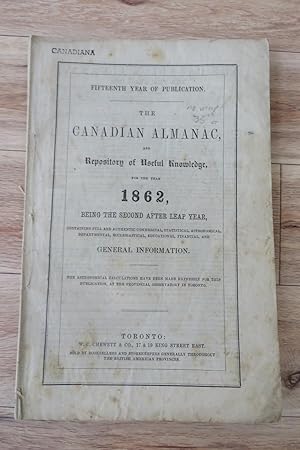 CANADIANA
FIFTEENTH YEAR OF PUBLICATION.
THE
CANADIAN ALMANAC,
AND
Repository of Useful Knowledge,
FOR THE YEAR
1862,
BEING THE SECOND AFTER LEAP YEAR,
CONTAINING FULL AND AUTHENTIC COMMERCIAL, STATISTICAL, ASTRONOMICAL,
DEPARTMENTAL, ECCLESIASTICAL, EDUCATIONAL, FINANCIAL, AND
GENERAL INFORMATION.
THE ASTRONOMICAL CALCULATIONS HAVE BEEN MADE EXPRESSLY FOR THIS
PUBLICATION, AT THE PROVINCIAL OBSERVATORY IN TORONTO.
TORONTO:
W. C. CHEWETT & CO., 17 & 19 KING STREET EAST.
SOLD BY BOOKSELLERS AND STOREKEEPERS GENERALLY THROUGHOUT
THE BRITISH AMERICAN PROVINCES.